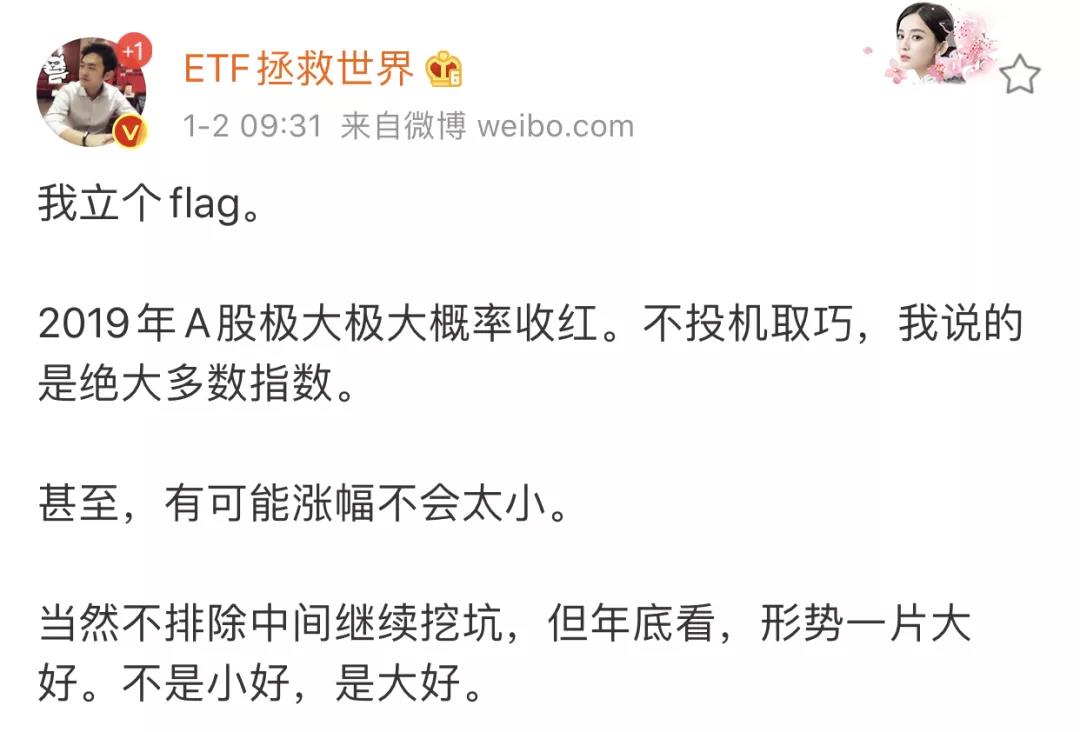 +1
ETF拯救世界
6
V
1-2 09:31 来自微博 weibo.com
我立个flag。
2019年A股极大极大概率收红。不投机取巧，我说的
是绝大多数指数。
甚至，有可能涨幅不会太小。
当然不排除中间继续挖坑，但年底看，形势一片大
好。不是小好，是大好。